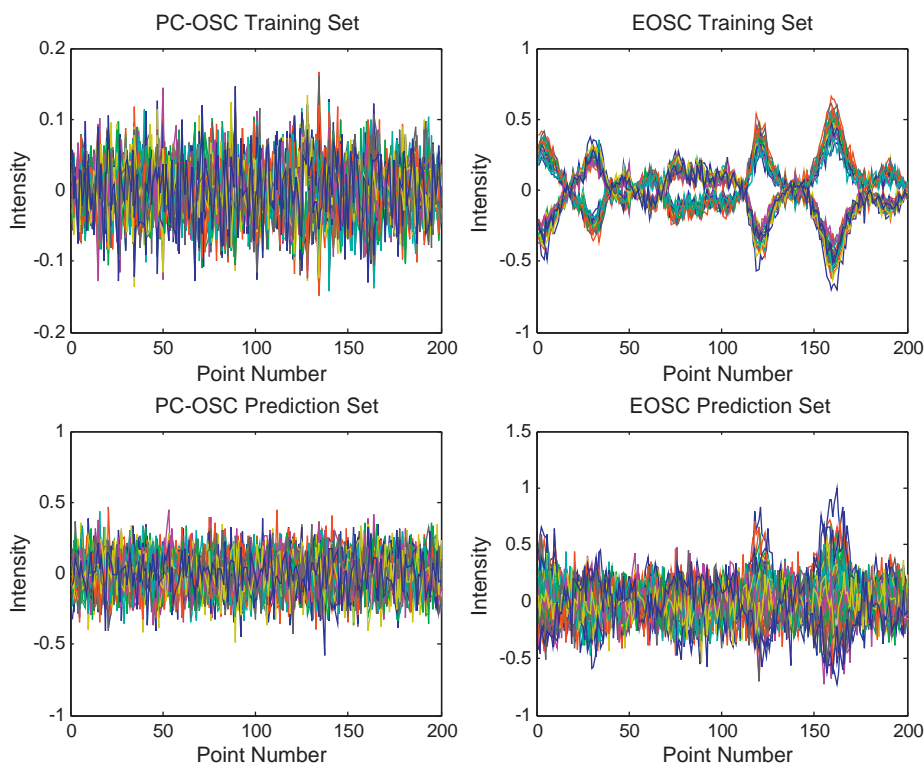 PC-OSC Training Set
0.2
0.1
0
-0.1
-0.2
Intensity
0 50 100 150 200
Point Number
EOSC Training Set
1
0.5
0
-0.5
-1
Intensity
0 50 100 150 200
Point Number
PC-OSC Prediction Set
1
0.5
0
-0.5
-1
Intensity
0 50 100 150 200
Point Number
EOSC Prediction Set
1.5
1
0.5
0
-0.5
-1
Intensity
0 50 100 150 200
Point Number